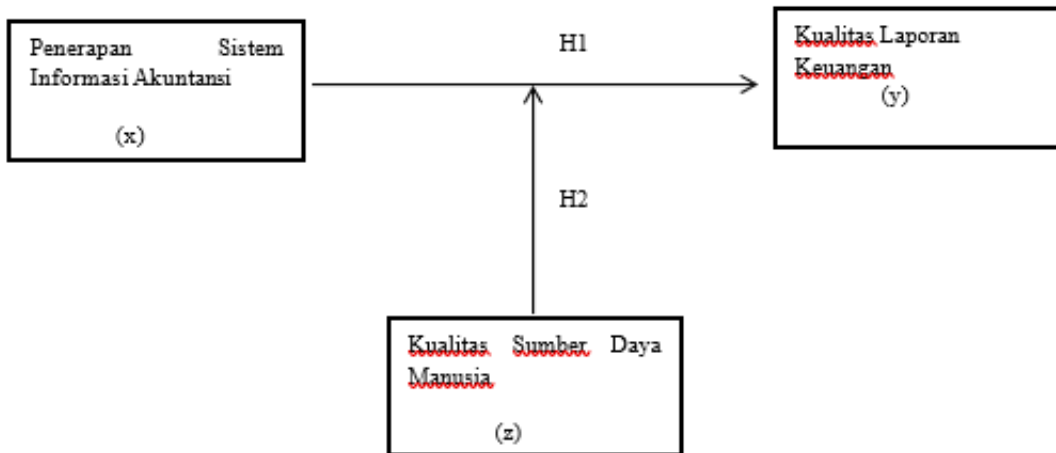 Penerapan Sistem
Informasi Akuntansi
(x)
H1
Kualitas Laporan
Keuangan
(y)
H2
Kualitas Sumber Daya
Manusia
(z)